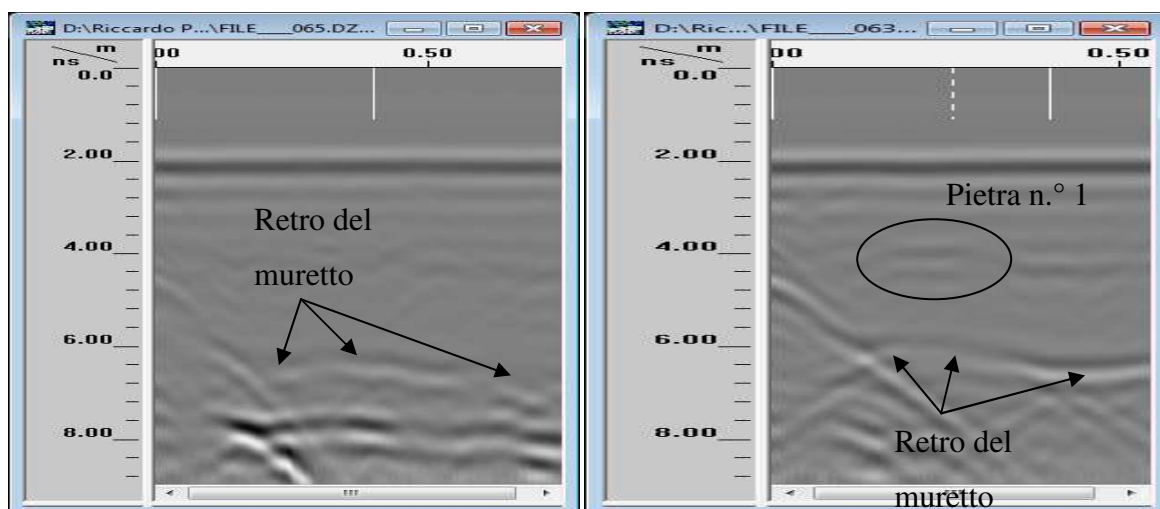 D:\Riccardo P...\FILE____065.DZ...
m
ns
00
0.50
0.0
2.00
4.00
6.00
8.00
Retro del
muretto
D:\Ric...\FILE____063...
m
ns
00
0.50
0.0
2.00
4.00
6.00
8.00
Pietra n.° 1
Retro del
muretto